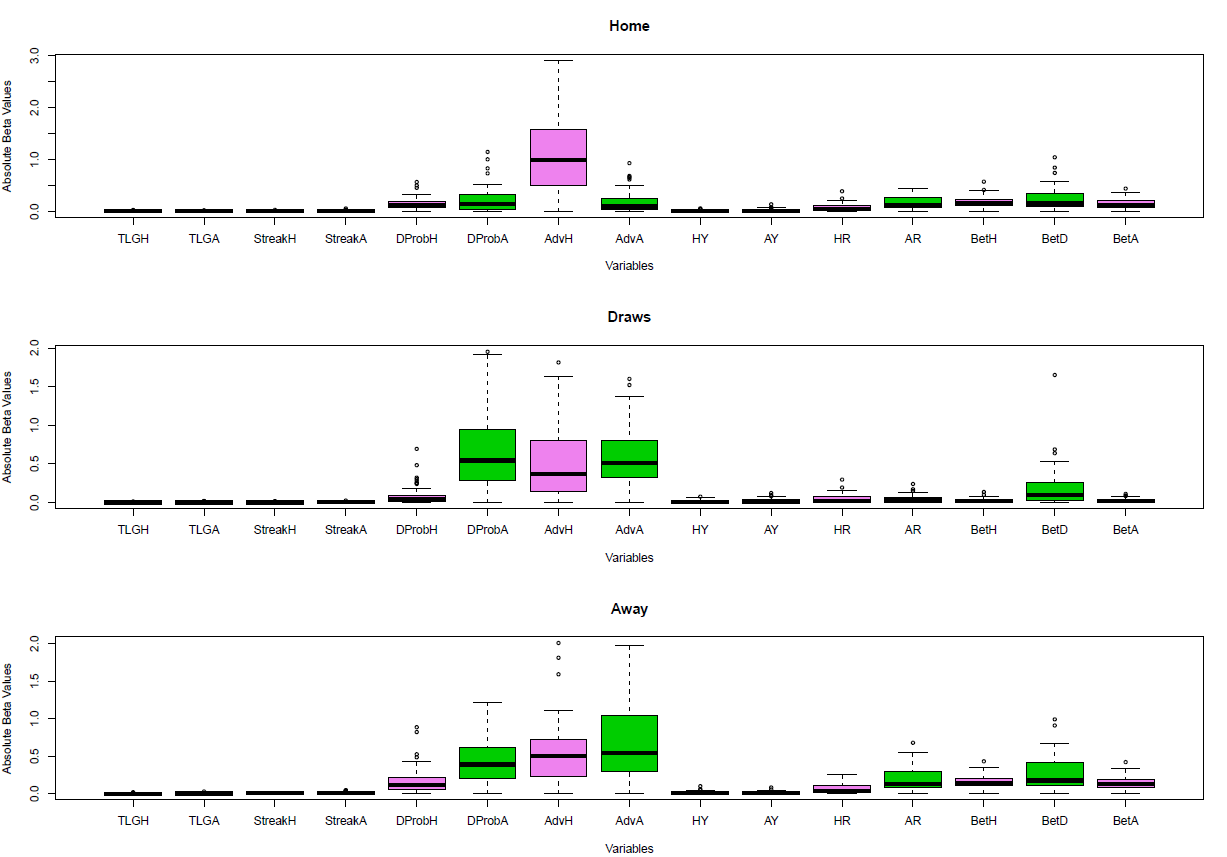 Home
Absolute Beta Values
3.0
2.0
1.0
0.0
TLGH TLGA StreakH StreakA DProbH DProbA AdvH AdvA HY AY HR AR BetH BetD BetA
Variables
Draws
Absolute Beta Values
2.0
1.5
1.0
0.5
0.0
TLGH TLGA StreakH StreakA DProbH DProbA AdvH AdvA HY AY HR AR BetH BetD BetA
Variables
Away
Absolute Beta Values
2.0
1.5
1.0
0.5
0.0
TLGH TLGA StreakH StreakA DProbH DProbA AdvH AdvA HY AY HR AR BetH BetD BetA
Variables